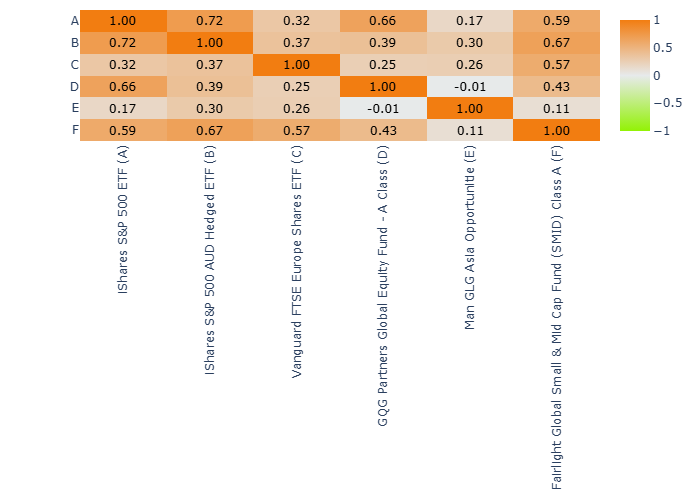 A 1.00 0.72 0.32 0.66 0.17 0.59
B 0.72 1.00 0.37 0.39 0.30 0.67
C 0.32 0.37 1.00 0.25 0.26 0.57
D 0.66 0.39 0.25 1.00 -0.01 0.43
E 0.17 0.30 0.26 -0.01 1.00 0.11
F 0.59 0.67 0.57 0.43 0.11 1.00
iShares S&P 500 ETF (A)
iShares S&P 500 AUD Hedged ETF (B)
Vanguard FTSE Europe Shares ETF (C)
GQG Partners Global Equity Fund - A Class (D)
Man GLG Asia Opportunitie (E)
Fairlight Global Small & Mid Cap Fund (SMID) Class A (F)
1
0.5
0
−0.5
−1